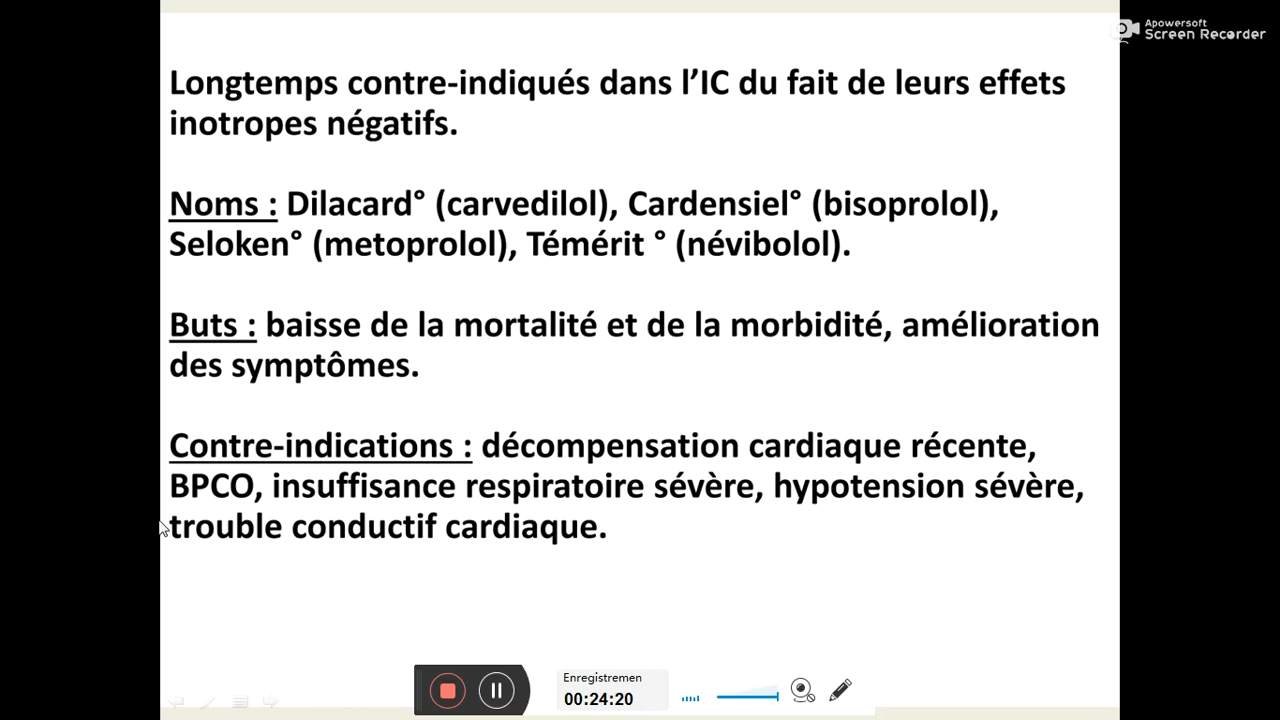 Apowersoft
Screen Recorder
Longtemps contre-indiqués dans l’IC du fait de leurs effets
inotropes négatifs.
Noms : Dilacard° (carvedilol), Cardensiel° (bisoprolol),
Seloken° (metoprolol), Témérit ° (névibolol).
Buts : baisse de la mortalité et de la morbidité, amélioration
des symptômes.
Contre-indications : décompensation cardiaque récente,
BPCO, insuffisance respiratoire sévère, hypotension sévère,
trouble conductif cardiaque.
Enregistremen
00:24:20